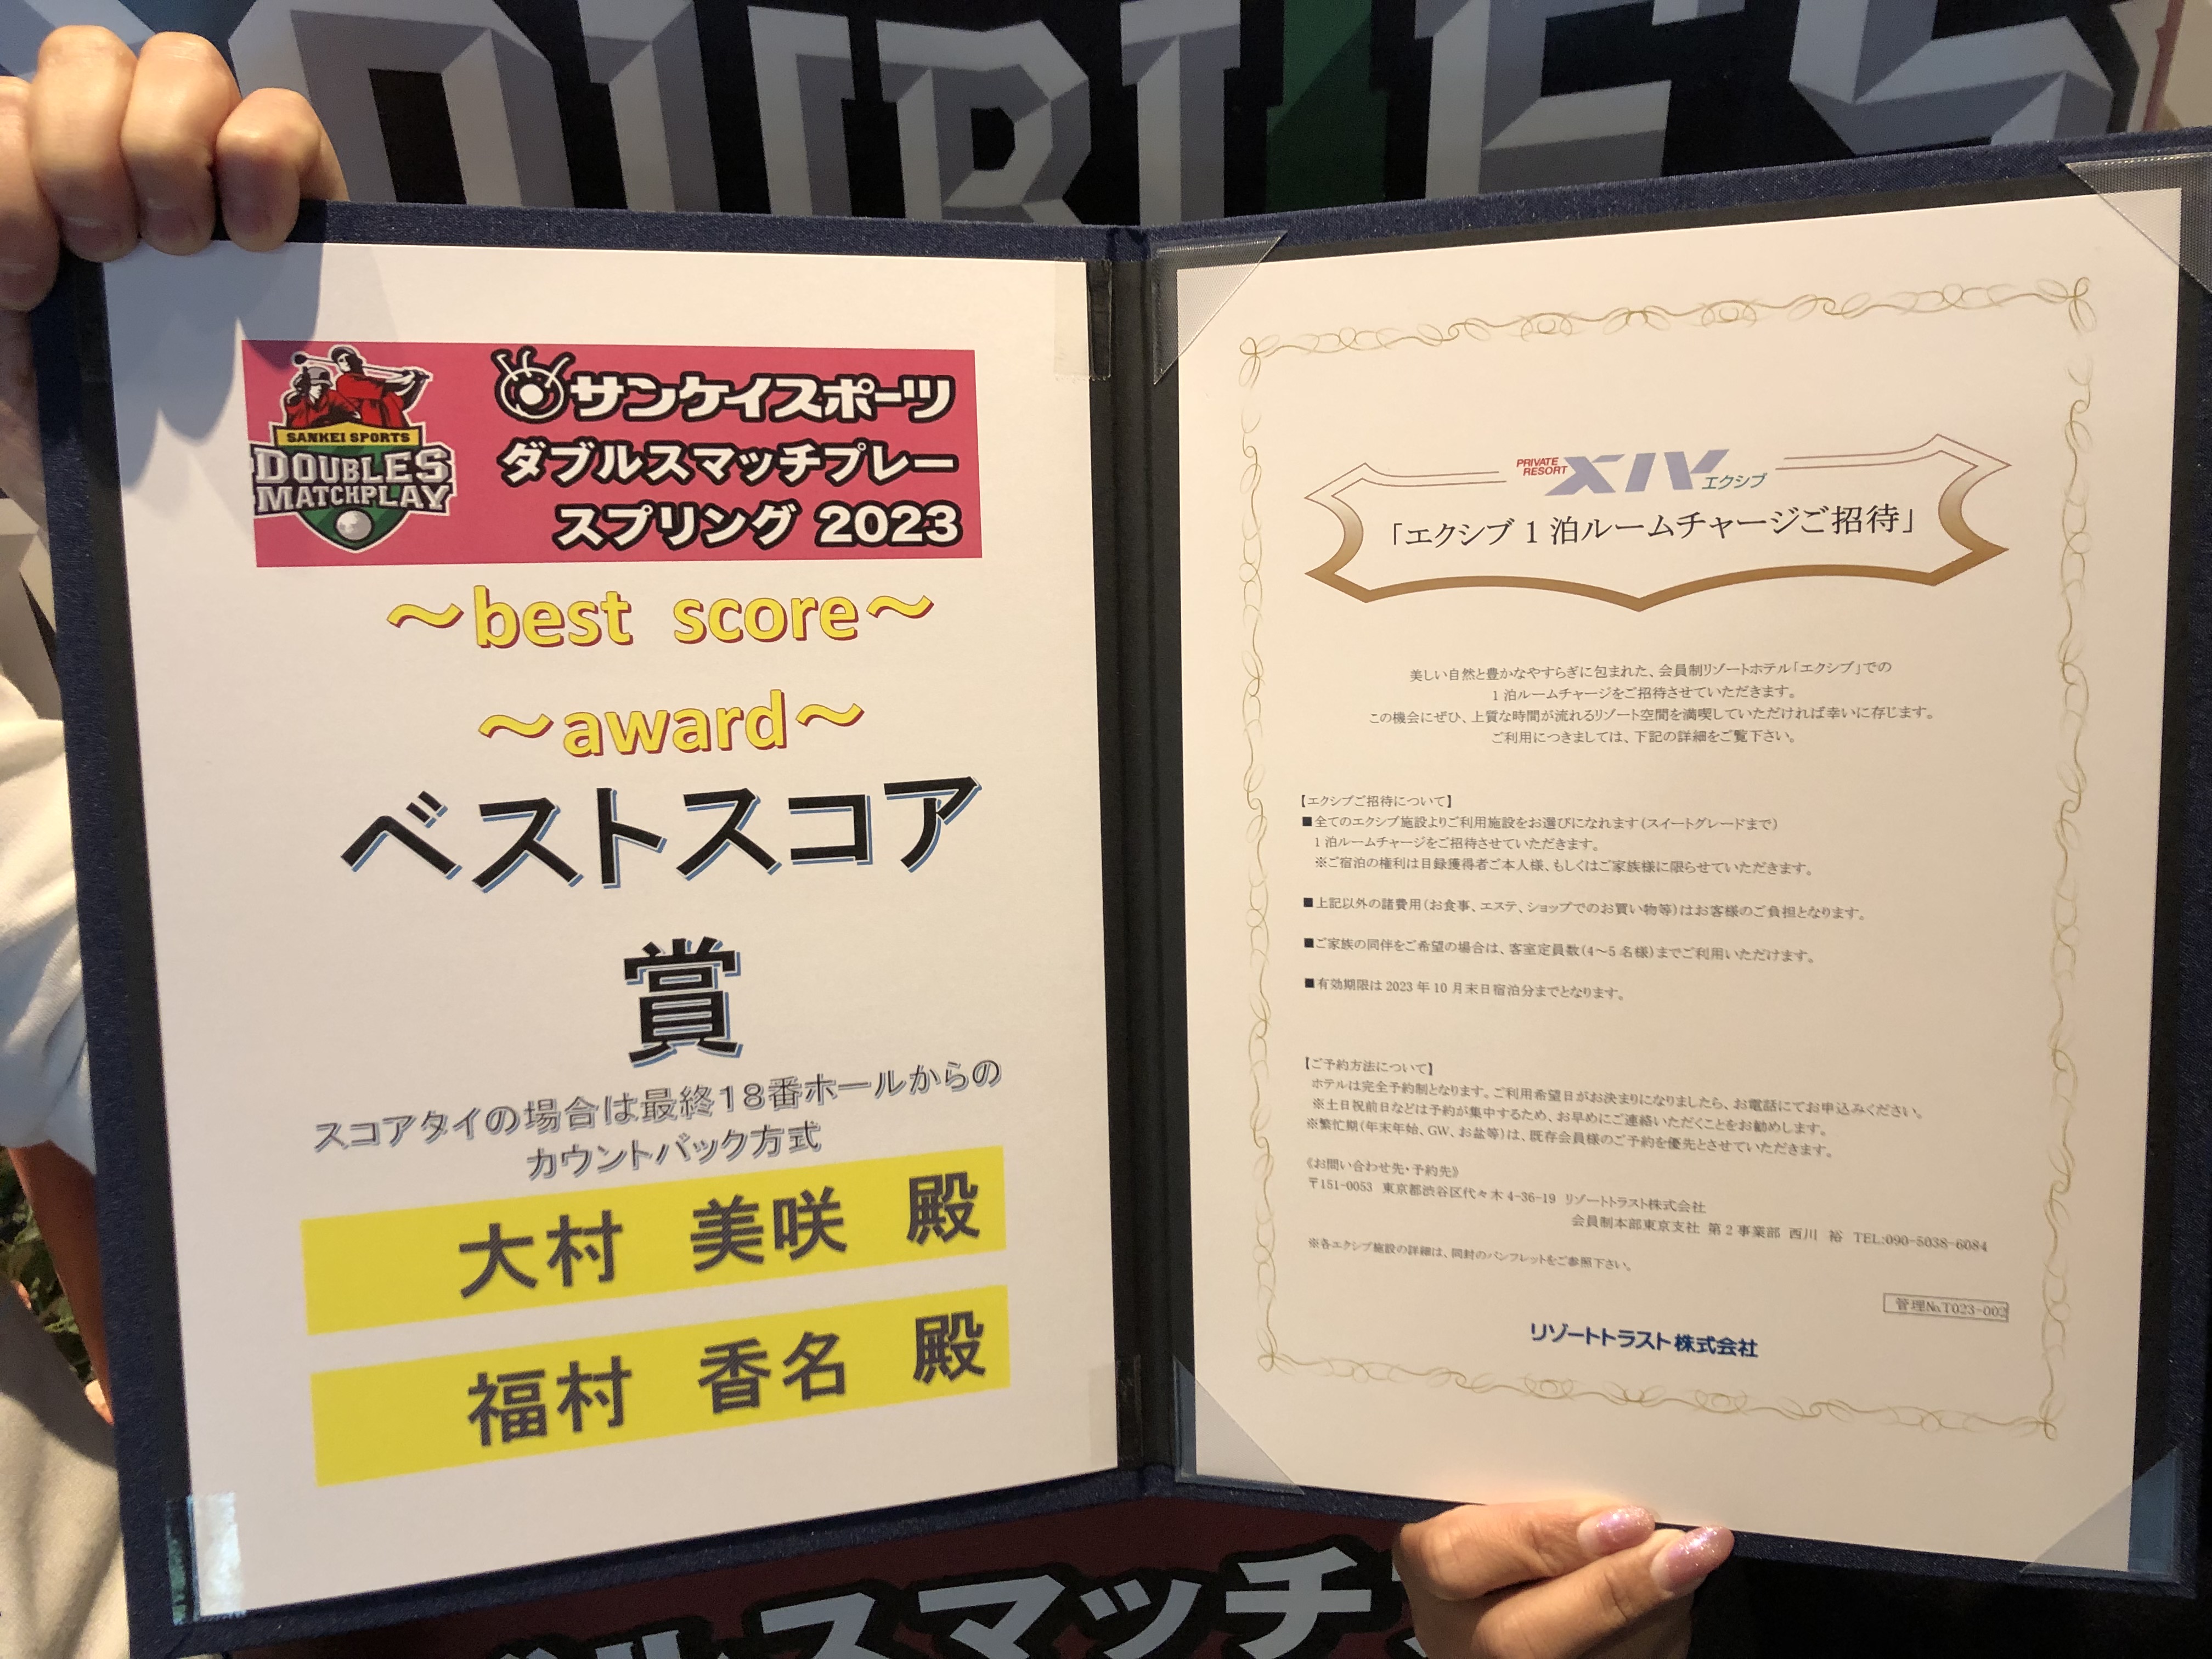 DOUBLES
SANKEI SPORTS
DOUBLES
MATCHPLAY
サンケイスポーツ
ダブルスマッチプレー
スプリング 2023
～best score～
～award～
ベストスコア
賞
スコアタイの場合は最終18番ホールからの
カウントバック方式
大村 美咲 殿
福村 香名 殿
PRIVATE
RESORT
XIV
エクシブ
「エクシブ1泊ルームチャージご招待」
美しい自然と豊かなやすらぎに包まれた、会員制リゾートホテル「エクシブ」での
1泊ルームチャージをご招待させていただきます。
この機会にぜひ、上質な時間が流れるリゾート空間を満喫していただければ幸いに存じます。
ご利用につきましては、下記の詳細をご覧下さい。
【エクシブご招待について】
■全てのエクシブ施設よりご利用施設をお選びになれます(スイートグレードまで)
1泊ルームチャージをご招待させていただきます。
※ご宿泊の権利は目録獲得者ご本人様、もしくはご家族様に限らせていただきます。
■上記以外の諸費用(お食事、エステ、ショップでのお買い物等)はお客様のご負担となります。
■ご家族の同伴をご希望の場合は、客室定員数(4～5名様)までご利用いただけます。
■有効期限は2023年10月末日宿泊分までとなります。
【ご予約方法について】
ホテルは完全予約制となります。ご利用希望日がお決まりになりましたら、お電話にてお申込みください。
※土日祝前日などは予約が集中するため、お早めにご連絡いただくことをお勧めします。
※繁忙期(年末年始、GW、お盆等)は、既存会員様のご予約を優先とさせていただきます。
《お問い合わせ先・予約先》
〒151-0053 東京都渋谷区代々木4-36-19 リゾートトラスト株式会社
会員制本部東京支社 第2事業部 西川 裕 TEL:090-5038-6084
※各エクシブ施設の詳細は、同封のパンフレットをご参照下さい。
管理№T023-002
リゾートトラスト株式会社
ブルスマッチプ